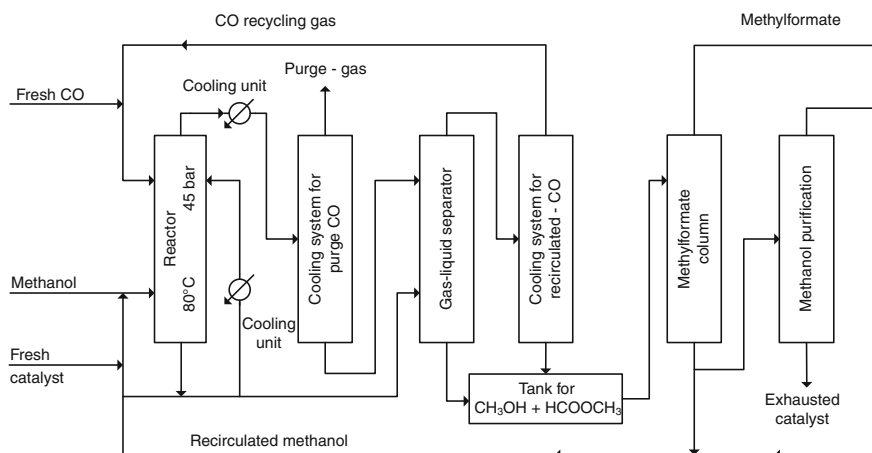 CO recycling gas
Methylformate
Purge - gas
Cooling unit
Fresh CO
Reactor
45 bar
80°C
Cooling system for
purge CO
Gas-liquid separator
Cooling system for
recirculated - CO
Methylformate
column
Methanol purification
Methanol
Cooling
unit
Fresh
catalyst
Tank for
CH₃OH + HCOOCH₃
Exhausted
catalyst
Recirculated methanol